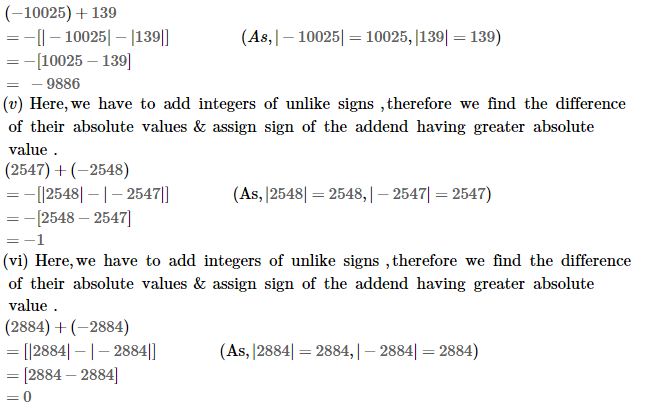 (−10025) + 139
= −[| − 10025| − |139|] (As, | − 10025| = 10025, |139| = 139)
= −[10025 − 139]
= − 9886
(v) Here, we have to add integers of unlike signs , therefore we find the difference
of their absolute values & assign sign of the addend having greater absolute
value .
(2547) + (−2548)
= −[|2548| − | − 2547|] (As, |2548| = 2548, | − 2547| = 2547)
= −[2548 − 2547]
= −1
(vi) Here, we have to add integers of unlike signs , therefore we find the difference
of their absolute values & assign sign of the addend having greater absolute
value .
(2884) + (−2884)
= [|2884| − | − 2884|] (As, |2884| = 2884, | − 2884| = 2884)
= [2884 − 2884]
= 0